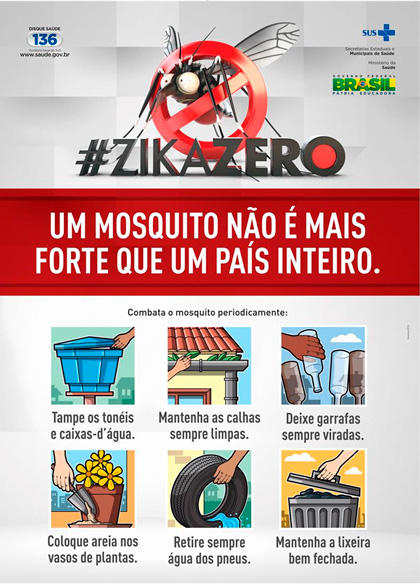 DISQUE SAÚDE
136
www.saude.gov.br
SUS
Secretarias Estaduais e
Municipais de Saúde
Ministério da
Saúde
GOVERNO FEDERAL
BRASIL
PÁTRIA EDUCADORA
#ZIKAZERO
UM MOSQUITO NÃO É MAIS
FORTE QUE UM PAÍS INTEIRO.
Combata o mosquito periodicamente:
Tampe os tonéis
e caixas-d’água.
Mantenha as calhas
sempre limpas.
Deixe garrafas
sempre viradas.
Coloque areia nos
vasos de plantas.
Retire sempre
água dos pneus.
Mantenha a lixeira
bem fechada.